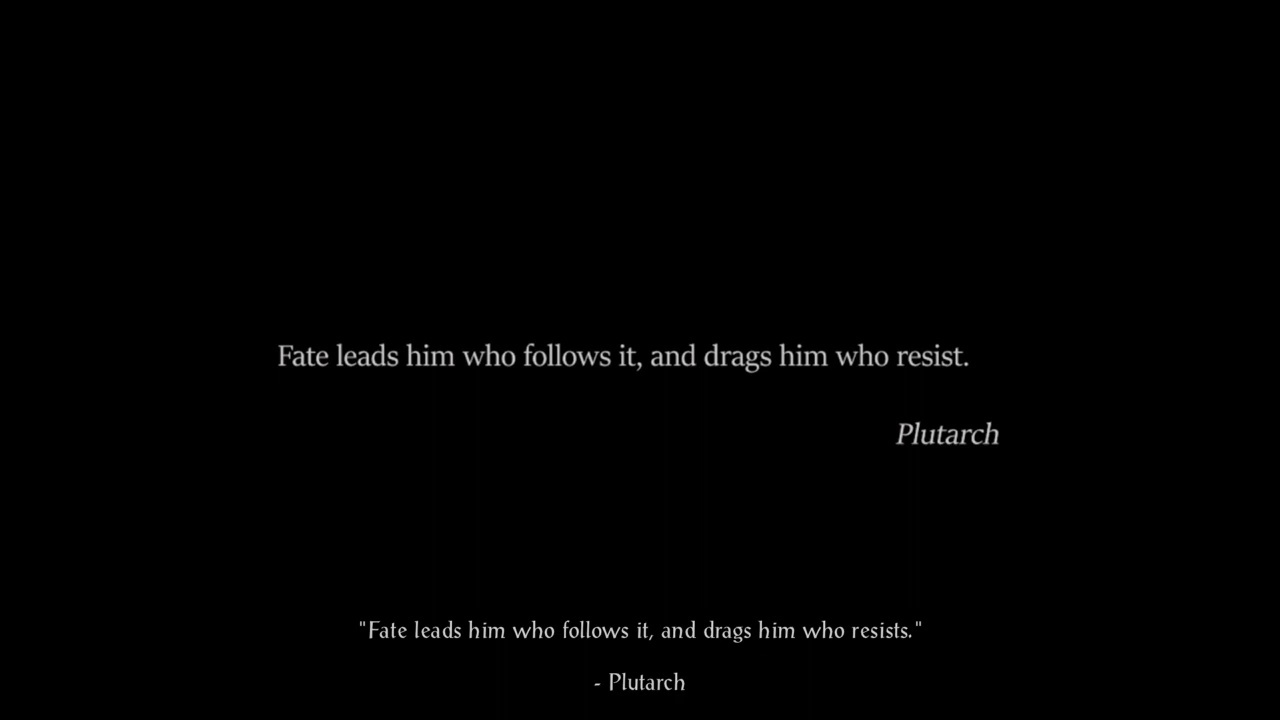 Fate leads him who follows it, and drags him who resist.
Plutarch
"Fate leads him who follows it, and drags him who resists."
- Plutarch